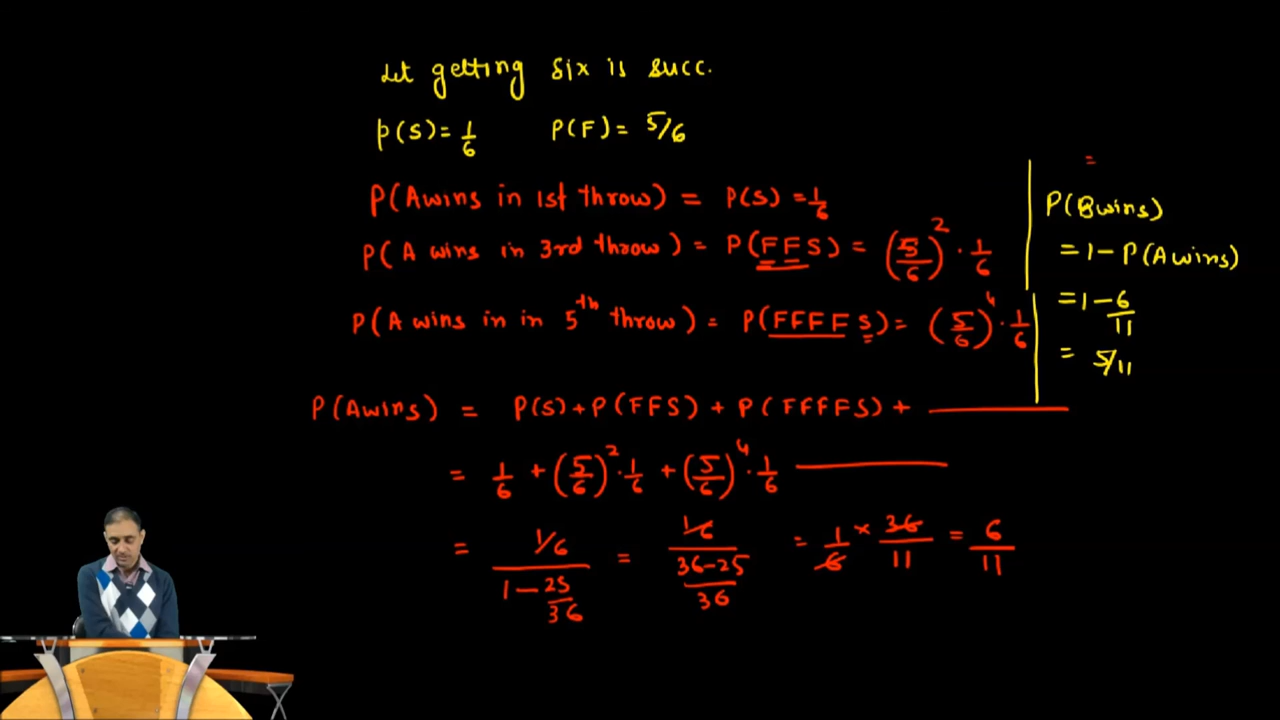 Let getting Six is succ.
P(S)= 1/6 P(F)= 5/6
P(A wins in 1st throw) = P(S) = 1/6
P(A wins in 3rd throw) = P(FFS) = (5/6)^2 · 1/6
P(A wins in in 5th throw) = P(FFFFS) = (5/6)^4 · 1/6
P(A wins) = P(S) + P(FFS) + P(FFFFS) + ———
= 1/6 + (5/6)^2 · 1/6 + (5/6)^4 · 1/6 ———
= (1/6)/(1 - 25/36) = (1/6)/((36-25)/36) = 1/6 × 36/11 = 6/11
=
P(B wins)
= 1 - P(A wins)
= 1 - 6/11
= 5/11